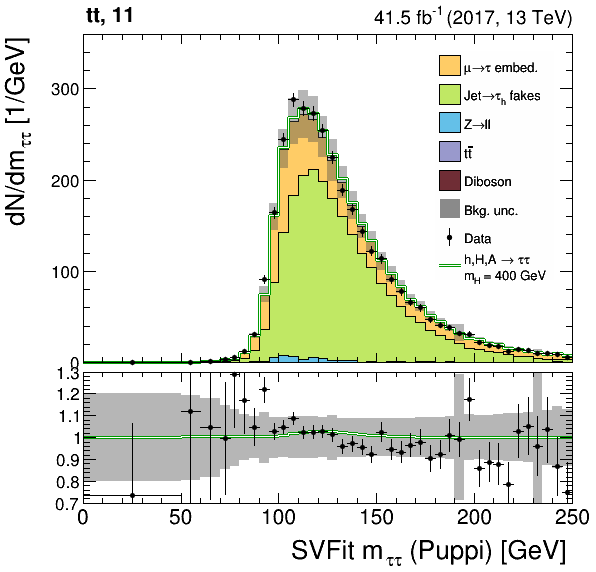 tt, 11
41.5 fb⁻¹ (2017, 13 TeV)
dN/dm_ττ [1/GeV]
300
200
100
0
μ→τ embed.
Jet→τ_h fakes
Z→ll
tt̄
Diboson
Bkg. unc.
Data
h,H,A → ττ
m_H = 400 GeV
1.3
1.2
1.1
1
0.9
0.8
0.7
0 50 100 150 200 250
SVFit m_ττ (Puppi) [GeV]